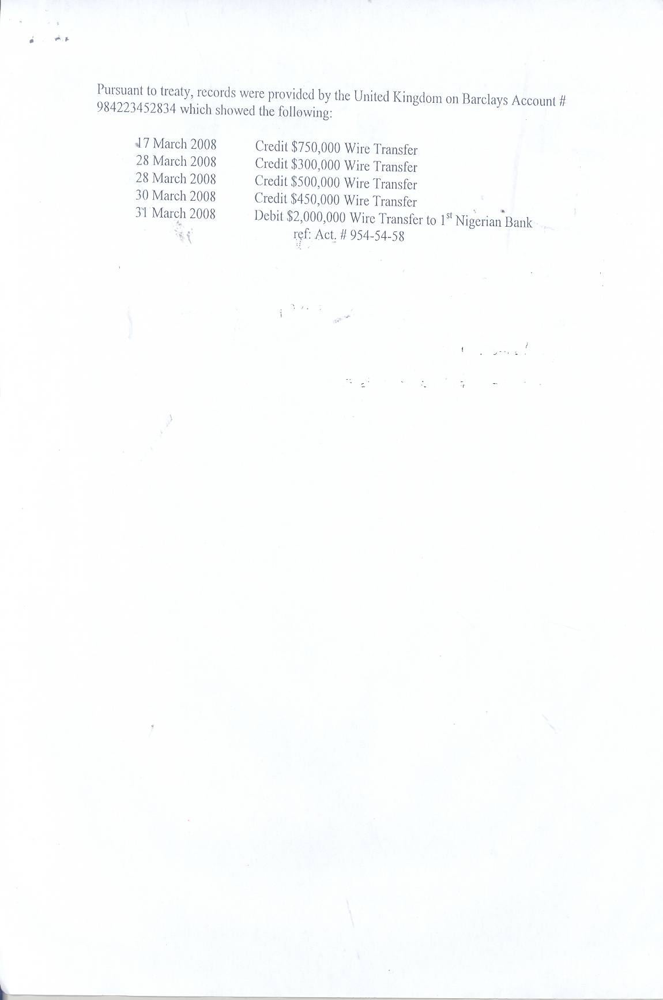 Pursuant to treaty, records were provided by the United Kingdom on Barclays Account #
984223452834 which showed the following:
17 March 2008 Credit $750,000 Wire Transfer
28 March 2008 Credit $300,000 Wire Transfer
28 March 2008 Credit $500,000 Wire Transfer
30 March 2008 Credit $450,000 Wire Transfer
31 March 2008 Debit $2,000,000 Wire Transfer to 1st Nigerian Bank
ref: Act. # 954-54-58